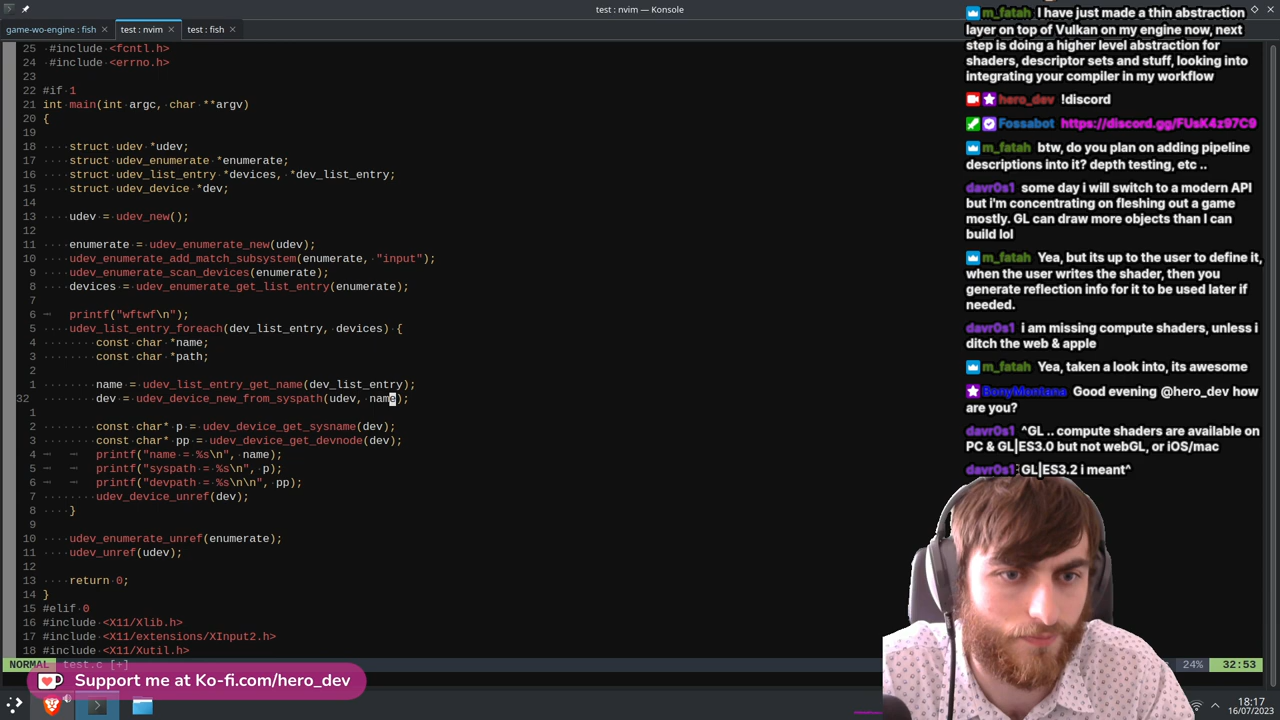 test : nvim — Konsole
game-wo-engine : fish
test : nvim
test : fish
25 #include <fcntl.h>
24 #include <errno.h>
23
22 #if 1
21 int main(int argc, char **argv)
20 {
19
18 struct udev *udev;
17 struct udev_enumerate *enumerate;
16 struct udev_list_entry *devices, *dev_list_entry;
15 struct udev_device *dev;
14
13 udev = udev_new();
12
11 enumerate = udev_enumerate_new(udev);
10 udev_enumerate_add_match_subsystem(enumerate, "input");
9 udev_enumerate_scan_devices(enumerate);
8 devices = udev_enumerate_get_list_entry(enumerate);
7
6 printf("wftwf\n");
5 udev_list_entry_foreach(dev_list_entry, devices) {
4 const char *name;
3 const char *path;
2
1 name = udev_list_entry_get_name(dev_list_entry);
32 dev = udev_device_new_from_syspath(udev, name);
1
2 const char* p = udev_device_get_sysname(dev);
3 const char* pp = udev_device_get_devnode(dev);
4 printf("name = %s\n", name);
5 printf("syspath = %s\n", p);
6 printf("devpath = %s\n\n", pp);
7 udev_device_unref(dev);
8 }
9
10 udev_enumerate_unref(enumerate);
11 udev_unref(udev);
12
13 return 0;
14 }
15 #elif 0
16 #include <X11/Xlib.h>
17 #include <X11/extensions/XInput2.h>
18 #include <X11/Xutil.h>
NORMAL test.c [+]
24% 32:53
Support me at Ko-fi.com/hero_dev
18:17
16/07/2023
m_fatah I have just made a thin abstraction
layer on top of Vulkan on my engine now, next
step is doing a higher level abstraction for
shaders, descriptor sets and stuff, looking into
integrating your compiler in my workflow
hero_dev !discord
Fossabot https://discord.gg/FUsK4z97C9
m_fatah btw, do you plan on adding pipeline
descriptions into it? depth testing, etc ..
davr0s1 some day i will switch to a modern API
but i'm concentrating on fleshing out a game
mostly. GL can draw more objects than I can
build lol
m_fatah Yea, but its up to the user to define it,
when the user writes the shader, then you
generate reflection info for it to be used later if
needed.
davr0s1 i am missing compute shaders, unless i
ditch the web & apple
m_fatah Yea, taken a look into, its awesome
BonyMontana Good evening @hero_dev how
are you?
davr0s1 ^GL .. compute shaders are available on
PC & GL|ES3.0 but not webGL, or iOS/mac
davr0s1: GL|ES3.2 i meant^